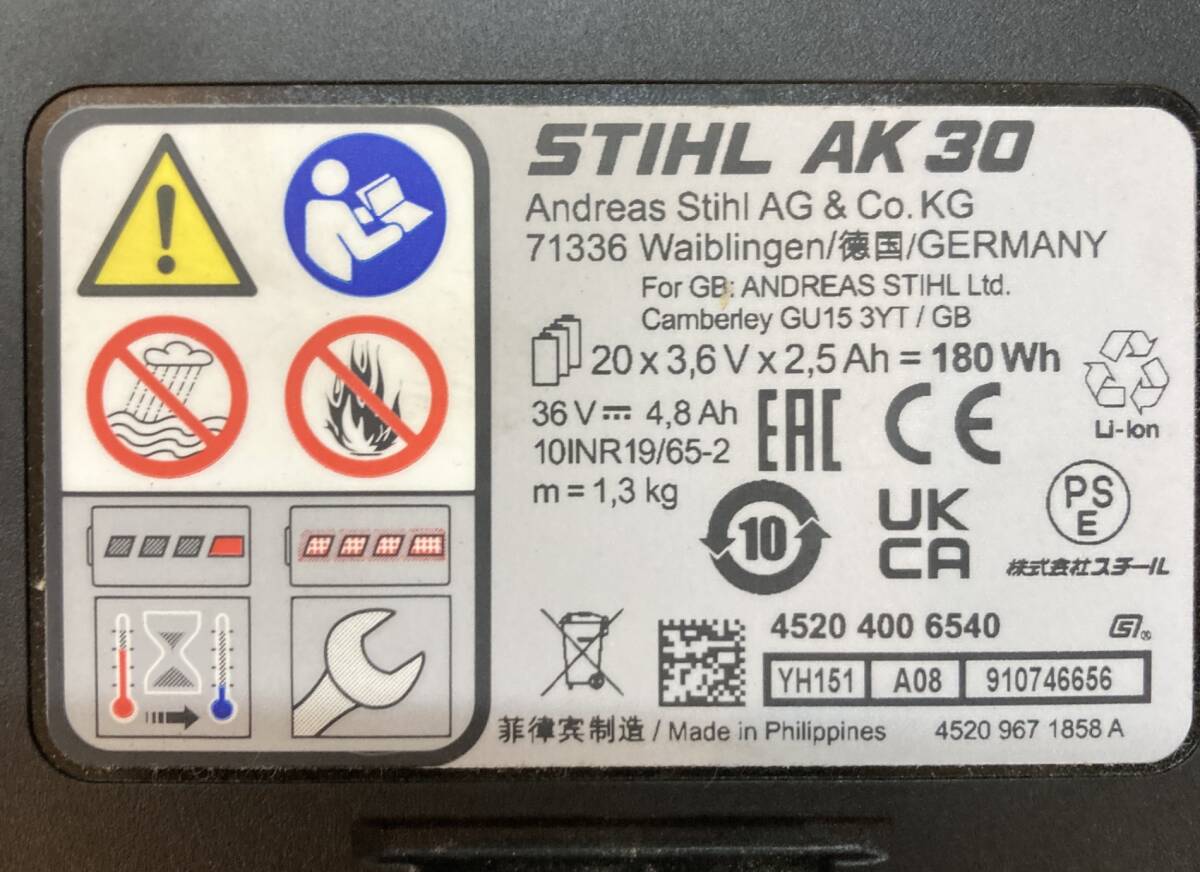 STIHL AK 30
Andreas Stihl AG & Co. KG
71336 Waiblingen/德国/GERMANY
For GB: ANDREAS STIHL Ltd.
Camberley GU15 3YT / GB
20 x 3,6 V x 2,5 Ah = 180 Wh
36 V ⎓ 4,8 Ah
10INR19/65-2
m = 1,3 kg
EAC CE
Li-Ion
10
UK
CA
PS
E
株式会社スチール
4520 400 6540
YH151 A08 910746656
菲律宾制造 / Made in Philippines
4520 967 1858 A